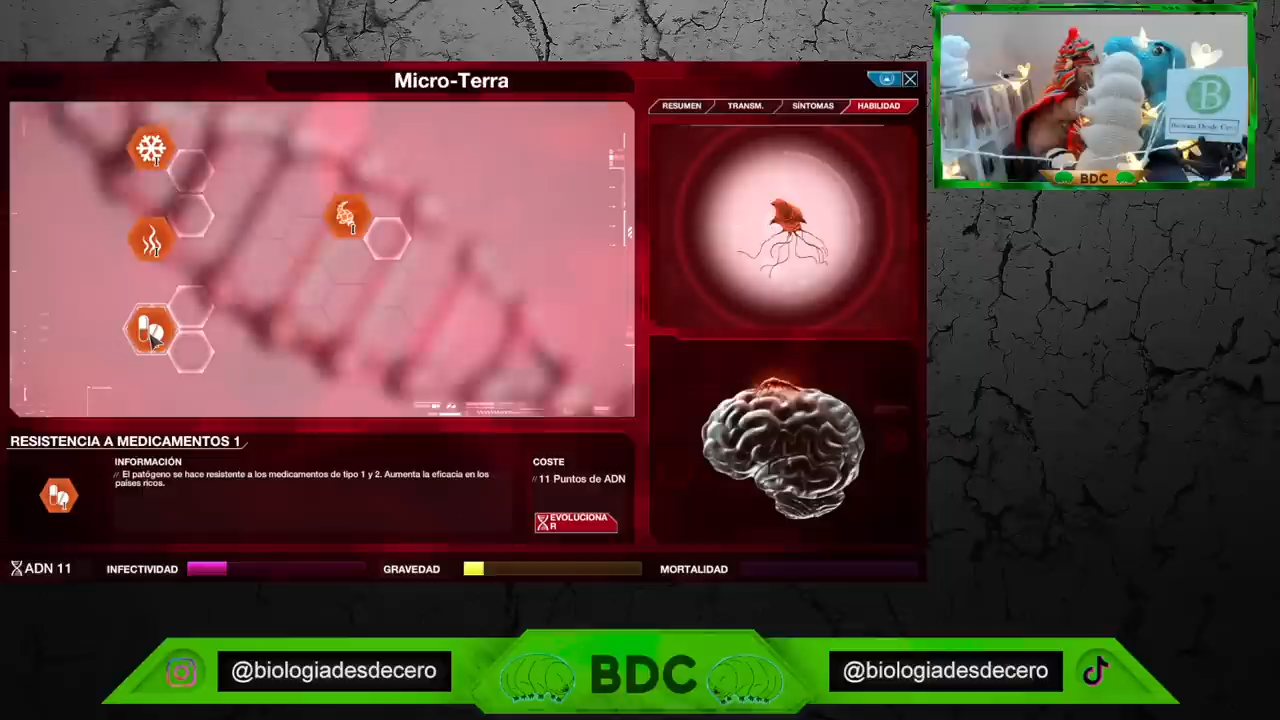 Micro-Terra
RESUMEN
TRANSM.
SÍNTOMAS
HABILIDAD
B
BDC
RESISTENCIA A MEDICAMENTOS 1
INFORMACIÓN
// El patógeno se hace resistente a los medicamentos de tipo 1 y 2. Aumenta la eficacia en los
países ricos.
COSTE
// 11 Puntos de ADN
EVOLUCIONA
R
ADN 11
INFECTIVIDAD
GRAVEDAD
MORTALIDAD
@biologiadesdecero
BDC
@biologiadesdecero